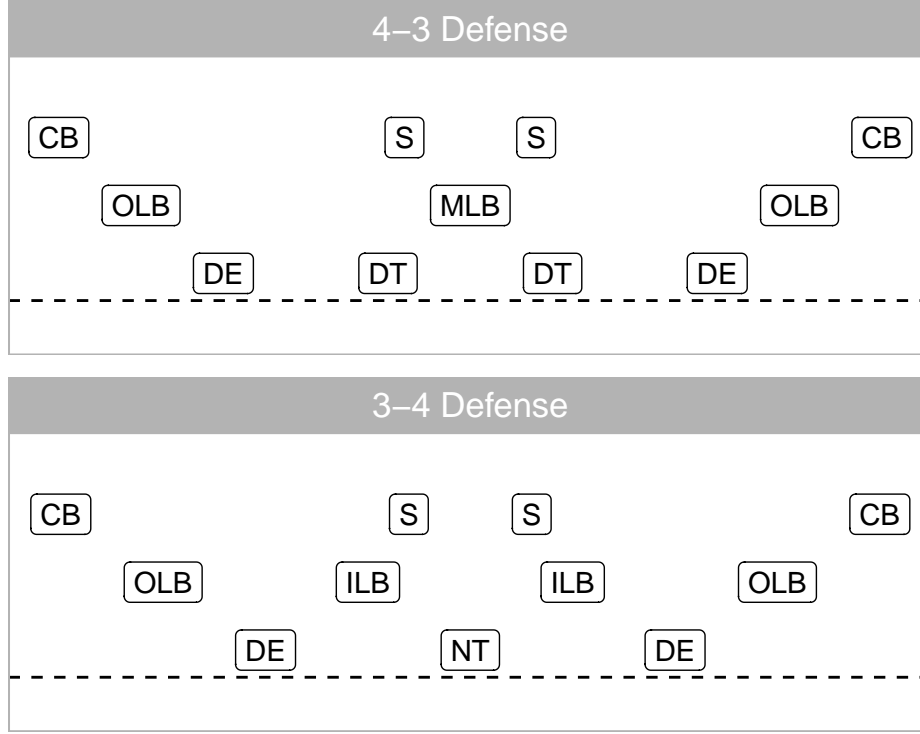 4–3 Defense
CB S S CB
OLB MLB OLB
DE DT DT DE
3–4 Defense
CB S S CB
OLB ILB ILB OLB
DE NT DE